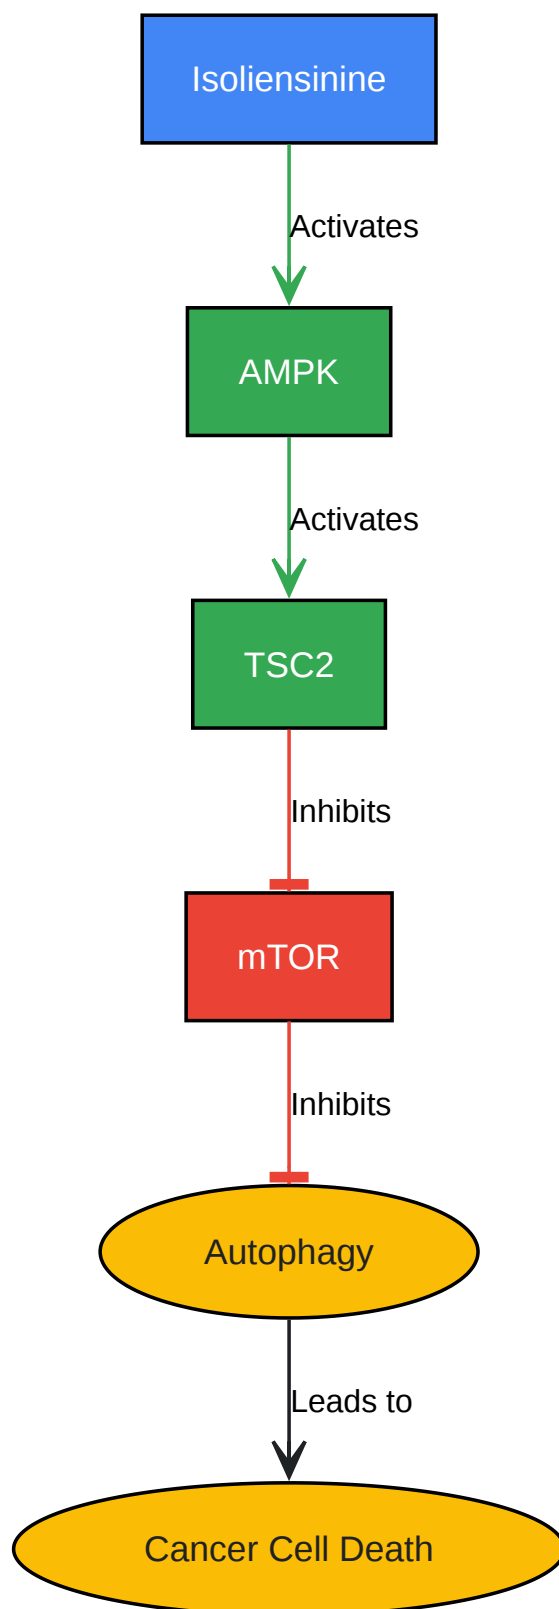 Isoliensinine
Activates
AMPK
Activates
TSC2
Inhibits
mTOR
Inhibits
Autophagy
Leads to
Cancer Cell Death